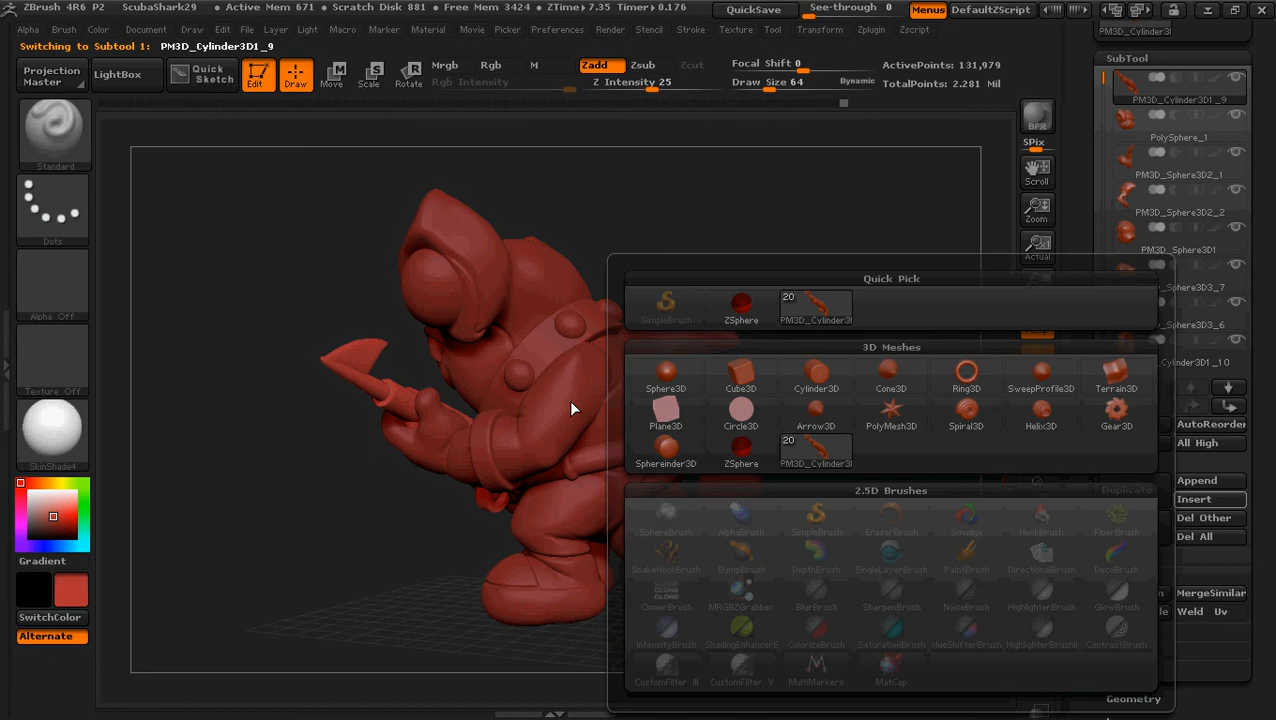 ZBrush 4R6 P2 ScubaShark29 • Active Mem 671 • Scratch Disk 881 • Free Mem 3424 • ZTime▸7.35 Timer▸0.176 QuickSave See-through 0 Menus DefaultZScript
Alpha Brush Color Document Draw Edit File Layer Light Macro Marker Material Movie Picker Preferences Render Stencil Stroke Texture Tool Transform Zplugin Zscript
Switching to Subtool 1: PM3D_Cylinder3D1_9
Projection Master
LightBox
Quick Sketch
Edit
Draw
Move
Scale
Rotate
Mrgb Rgb M Zadd Zsub Zcut
Rgb Intensity Z Intensity 25
Focal Shift 0
Draw Size 64 Dynamic
ActivePoints: 131,979
TotalPoints: 2.281 Mil
Standard
Dots
Alpha Off
Texture Off
SkinShade4
Gradient
SwitchColor
Alternate
BPR
SPix
Scroll
Zoom
Actual
Quick Pick
SimpleBrush ZSphere 20 PM3D_Cylinder3I
3D Meshes
Sphere3D Cube3D Cylinder3D Cone3D Ring3D SweepProfile3D Terrain3D
Plane3D Circle3D Arrow3D PolyMesh3D Spiral3D Helix3D Gear3D
Sphereinder3D ZSphere 20 PM3D_Cylinder3I
2.5D Brushes
SphereBrush AlphaBrush SimpleBrush EraserBrush Smudge HookBrush FiberBrush
SnakeHookBrush BumpBrush DepthBrush SingleLayerBrush PaintBrush DirectionalBrush DecoBrush
CLONE
CLONE
ClonerBrush MRGBZGrabber BlurBrush SharpenBrush NoiseBrush HighlighterBrush GlowBrush
IntensityBrush ShadingEnhancerE ColorizeBrush SaturationBrush HueShifterBrush HighlighterBrushII ContrastBrush
CustomFilter III CustomFilter V MultiMarkers MatCap
PM3D_Cylinder3I
SubTool
PM3D_Cylinder3D1_9
PolySphere_1
PM3D_Sphere3D2_1
PM3D_Sphere3D2_2
PM3D_Sphere3D1
3D3_7
3D3_6
Cylinder3D1_10
AutoReorder
All High
Append
Duplicate
Insert
Del Other
Del All
MergeSimilar
Weld Uv
Geometry